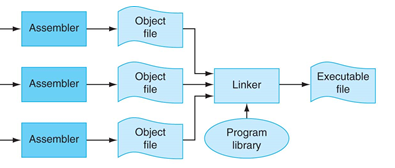 Assembler
Object
file
Assembler
Object
file
Linker
Executable
file
Assembler
Object
file
Program
library